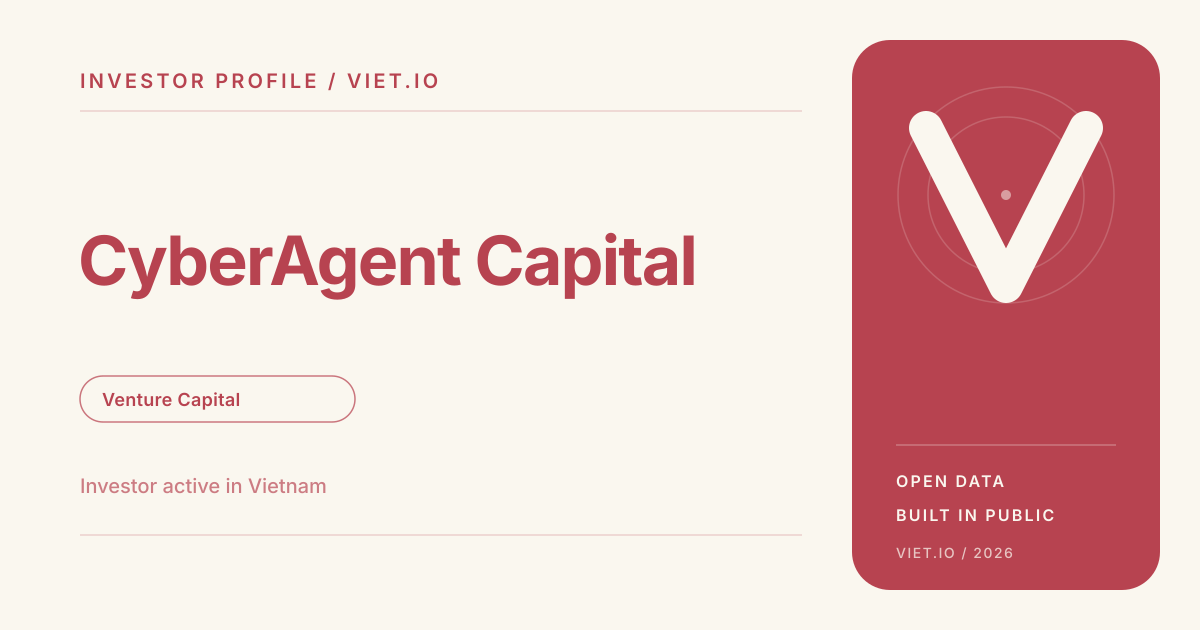 INVESTOR PROFILE / VIET.IO
CyberAgent Capital
Venture Capital
Investor active in Vietnam
OPEN DATA
BUILT IN PUBLIC
VIET.IO / 2026